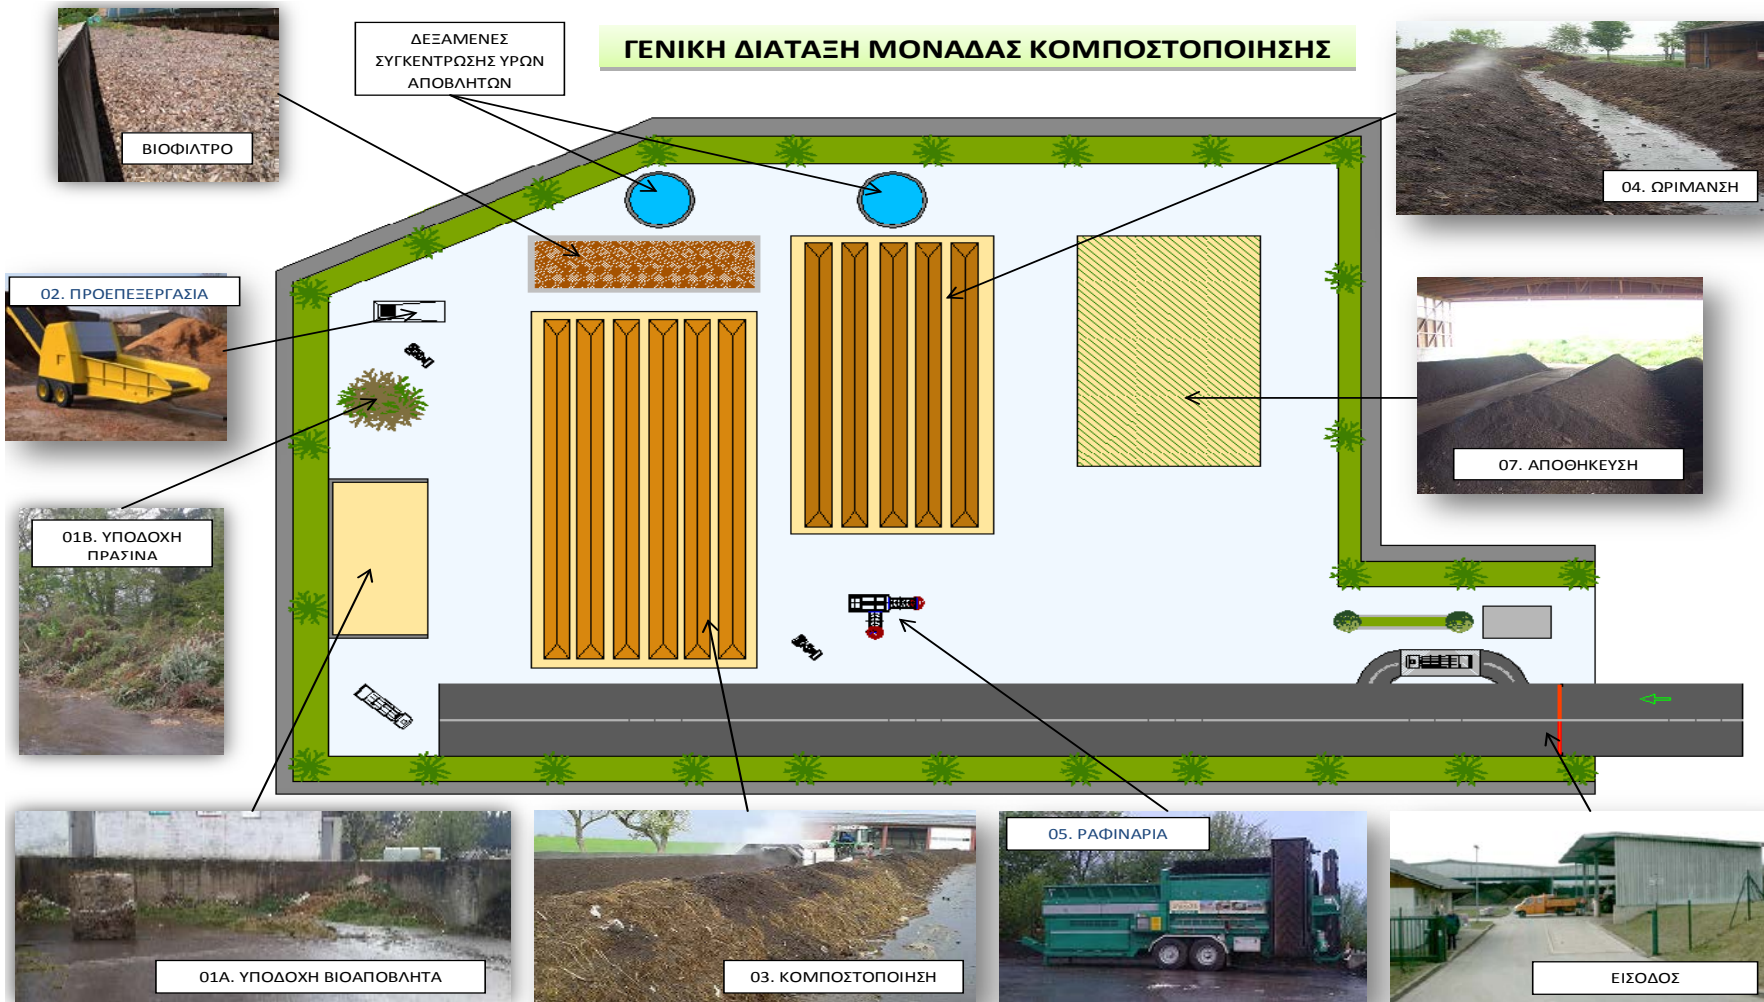 ΓΕΝΙΚΗ ΔΙΑΤΑΞΗ ΜΟΝΑΔΑΣ ΚΟΜΠΟΣΤΟΠΟΙΗΣΗΣ
ΔΕΞΑΜΕΝΕΣ
ΣΥΓΚΕΝΤΡΩΣΗΣ ΥΡΩΝ
ΑΠΟΒΛΗΤΩΝ
ΒΙΟΦΙΛΤΡΟ
04. ΩΡΙΜΑΝΣΗ
02. ΠΡΟΕΠΕΞΕΡΓΑΣΙΑ
07. ΑΠΟΘΗΚΕΥΣΗ
01Β. ΥΠΟΔΟΧΗ
ΠΡΑΣΙΝΑ
05. ΡΑΦΙΝΑΡΙΑ
01Α. ΥΠΟΔΟΧΗ ΒΙΟΑΠΟΒΛΗΤΑ
03. ΚΟΜΠΟΣΤΟΠΟΙΗΣΗ
ΕΙΣΟΔΟΣ